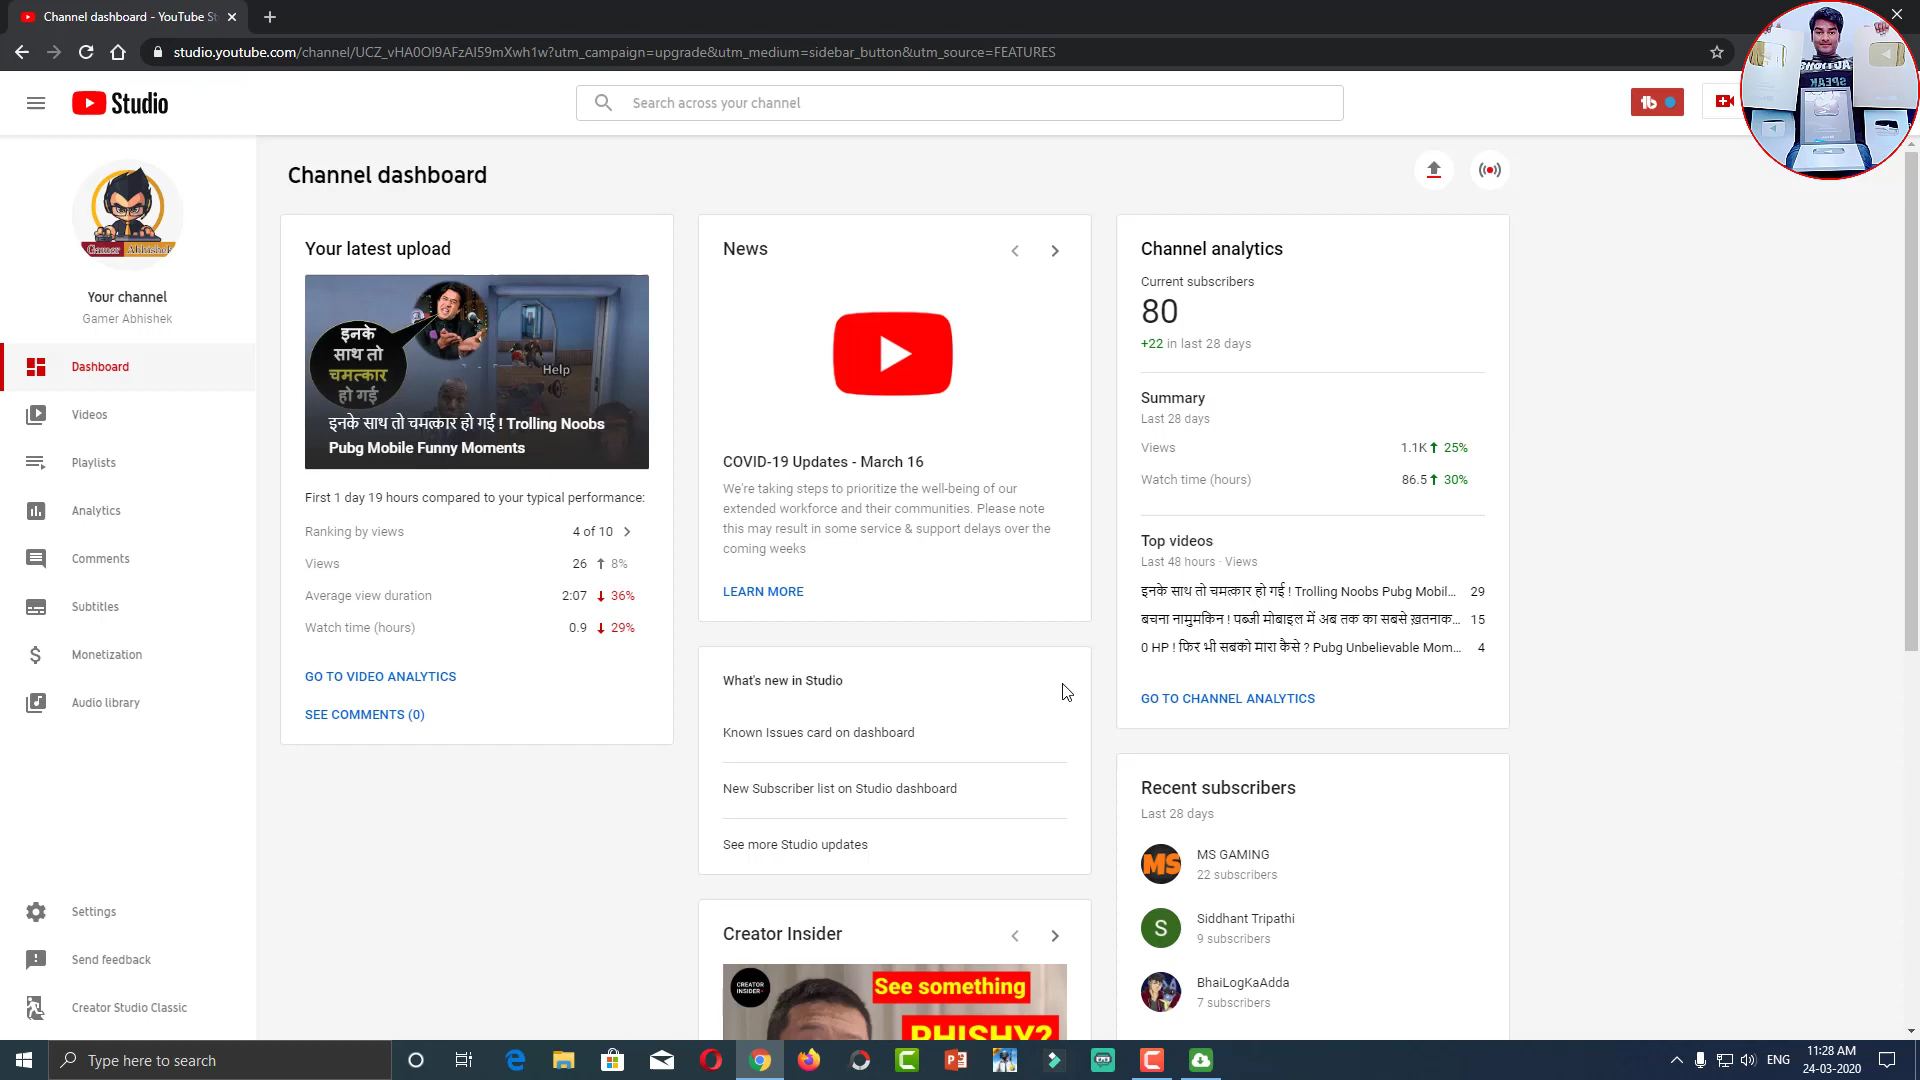 Channel dashboard - YouTube St
studio.youtube.com/channel/UCZ_vHA0Ol9AFzAl59mXwh1w?utm_campaign=upgrade&utm_medium=sidebar_button&utm_source=FEATURES
Studio
Search across your channel
Channel dashboard
Gamer Abhishek
Your channel
Gamer Abhishek
Dashboard
Videos
Playlists
Analytics
Comments
Subtitles
Monetization
Audio library
Settings
Send feedback
Creator Studio Classic
Your latest upload
इनके
साथ तो
चमत्कार
हो गई
Help
इनके साथ तो चमत्कार हो गई ! Trolling Noobs
Pubg Mobile Funny Moments
First 1 day 19 hours compared to your typical performance:
Ranking by views 4 of 10
Views 26 8%
Average view duration 2:07 36%
Watch time (hours) 0.9 29%
GO TO VIDEO ANALYTICS
SEE COMMENTS (0)
News
COVID-19 Updates - March 16
We're taking steps to prioritize the well-being of our
extended workforce and their communities. Please note
this may result in some service & support delays over the
coming weeks
LEARN MORE
What's new in Studio
Known Issues card on dashboard
New Subscriber list on Studio dashboard
See more Studio updates
Creator Insider
CREATOR
INSIDER
See something
PHISHY?
Channel analytics
Current subscribers
80
+22 in last 28 days
Summary
Last 28 days
Views 1.1K 25%
Watch time (hours) 86.5 30%
Top videos
Last 48 hours · Views
इनके साथ तो चमत्कार हो गई ! Trolling Noobs Pubg Mobil... 29
बचना नामुमकिन ! पब्जी मोबाइल में अब तक का सबसे ख़तनाक... 15
0 HP ! फिर भी सबको मारा कैसे ? Pubg Unbelievable Mom... 4
GO TO CHANNEL ANALYTICS
Recent subscribers
Last 28 days
MS
MS GAMING
22 subscribers
S
Siddhant Tripathi
9 subscribers
BhaiLogKaAdda
7 subscribers
SPEAK
Type here to search
ENG
11:28 AM
24-03-2020